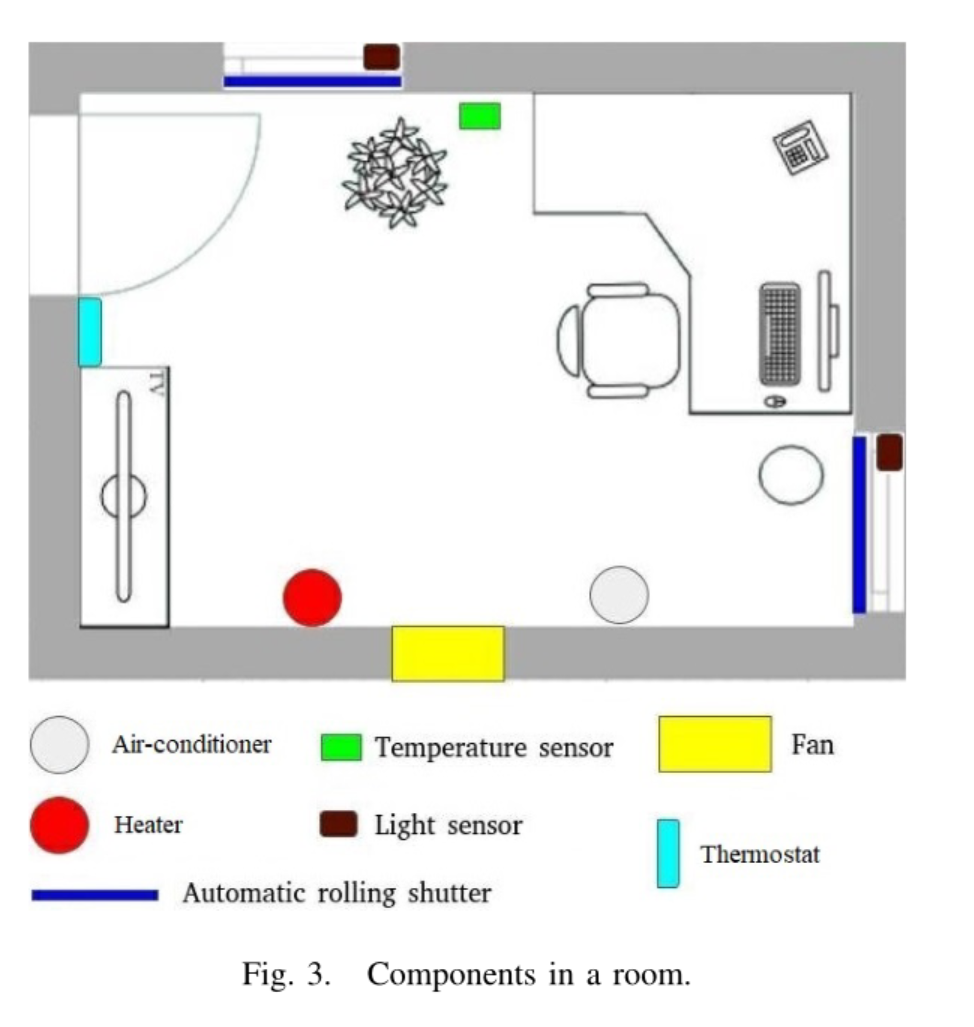 TV
Air-conditioner
Temperature sensor
Fan
Heater
Light sensor
Thermostat
Automatic rolling shutter
Fig. 3. Components in a room.